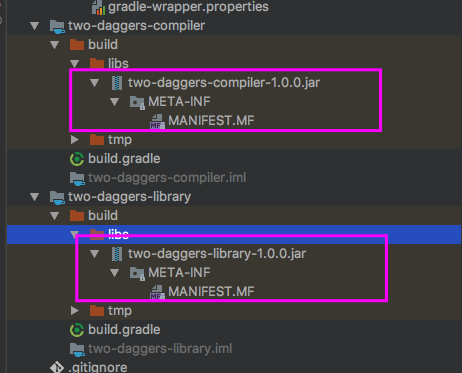 gradle-wrapper.properties
two-daggers-compiler
build
libs
two-daggers-compiler-1.0.0.jar
META-INF
MF MANIFEST.MF
tmp
build.gradle
two-daggers-compiler.iml
two-daggers-library
build
libs
two-daggers-library-1.0.0.jar
META-INF
MF MANIFEST.MF
tmp
build.gradle
two-daggers-library.iml
.gitignore